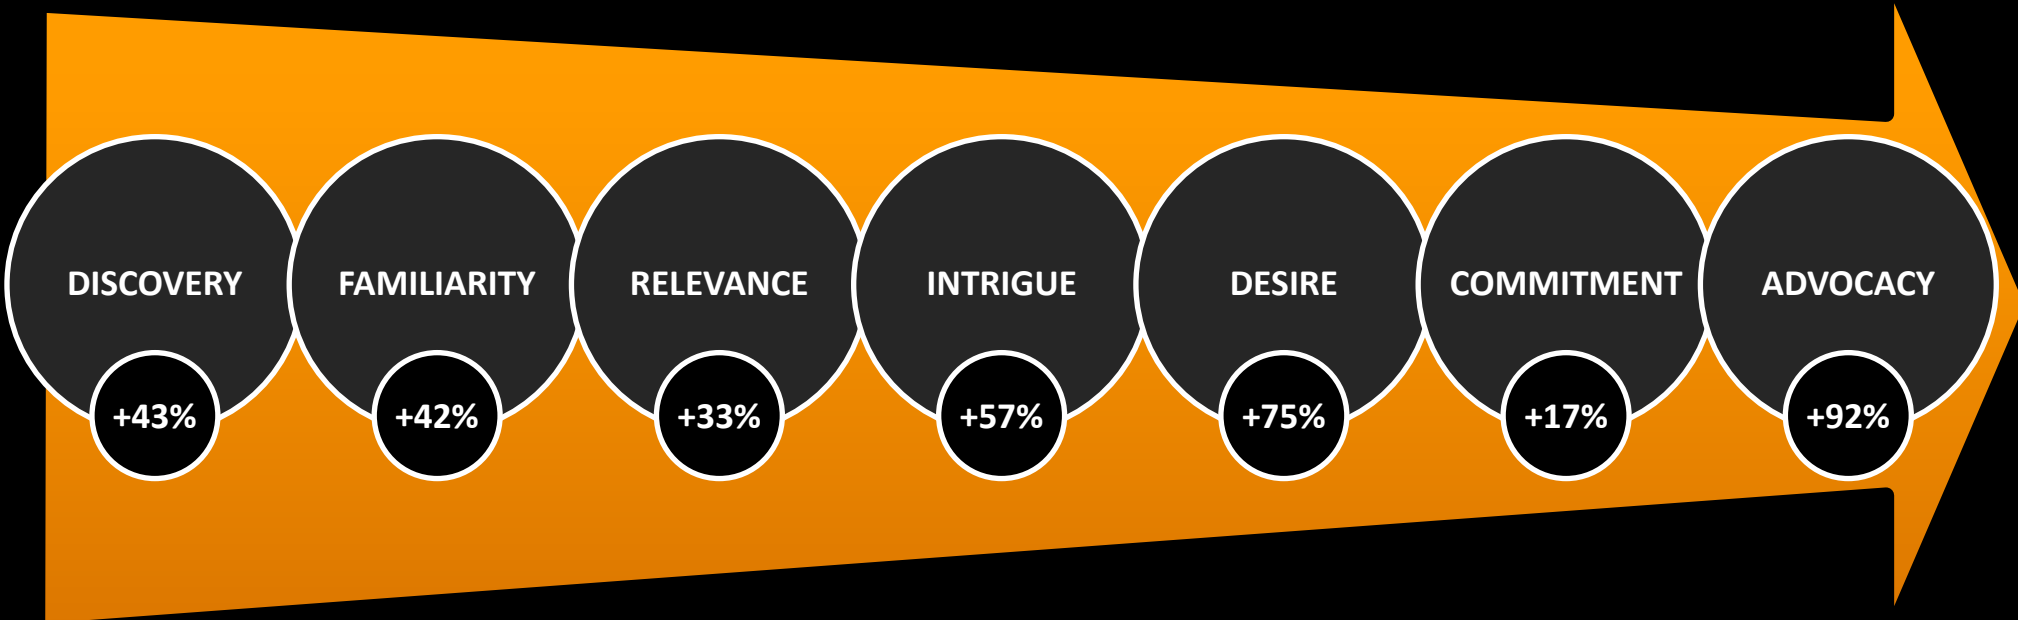 DISCOVERY
FAMILIARITY
RELEVANCE
INTRIGUE
DESIRE
COMMITMENT
ADVOCACY
+43%
+42%
+33%
+57%
+75%
+17%
+92%